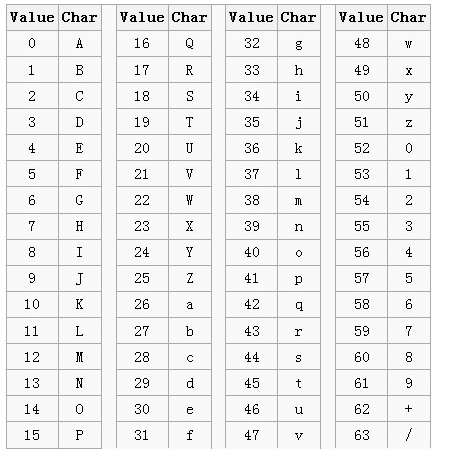 Value Char Value Char Value Char Value Char
0 A 16 Q 32 g 48 w
1 B 17 R 33 h 49 x
2 C 18 S 34 i 50 y
3 D 19 T 35 j 51 z
4 E 20 U 36 k 52 0
5 F 21 V 37 l 53 1
6 G 22 W 38 m 54 2
7 H 23 X 39 n 55 3
8 I 24 Y 40 o 56 4
9 J 25 Z 41 p 57 5
10 K 26 a 42 q 58 6
11 L 27 b 43 r 59 7
12 M 28 c 44 s 60 8
13 N 29 d 45 t 61 9
14 O 30 e 46 u 62 +
15 P 31 f 47 v 63 /